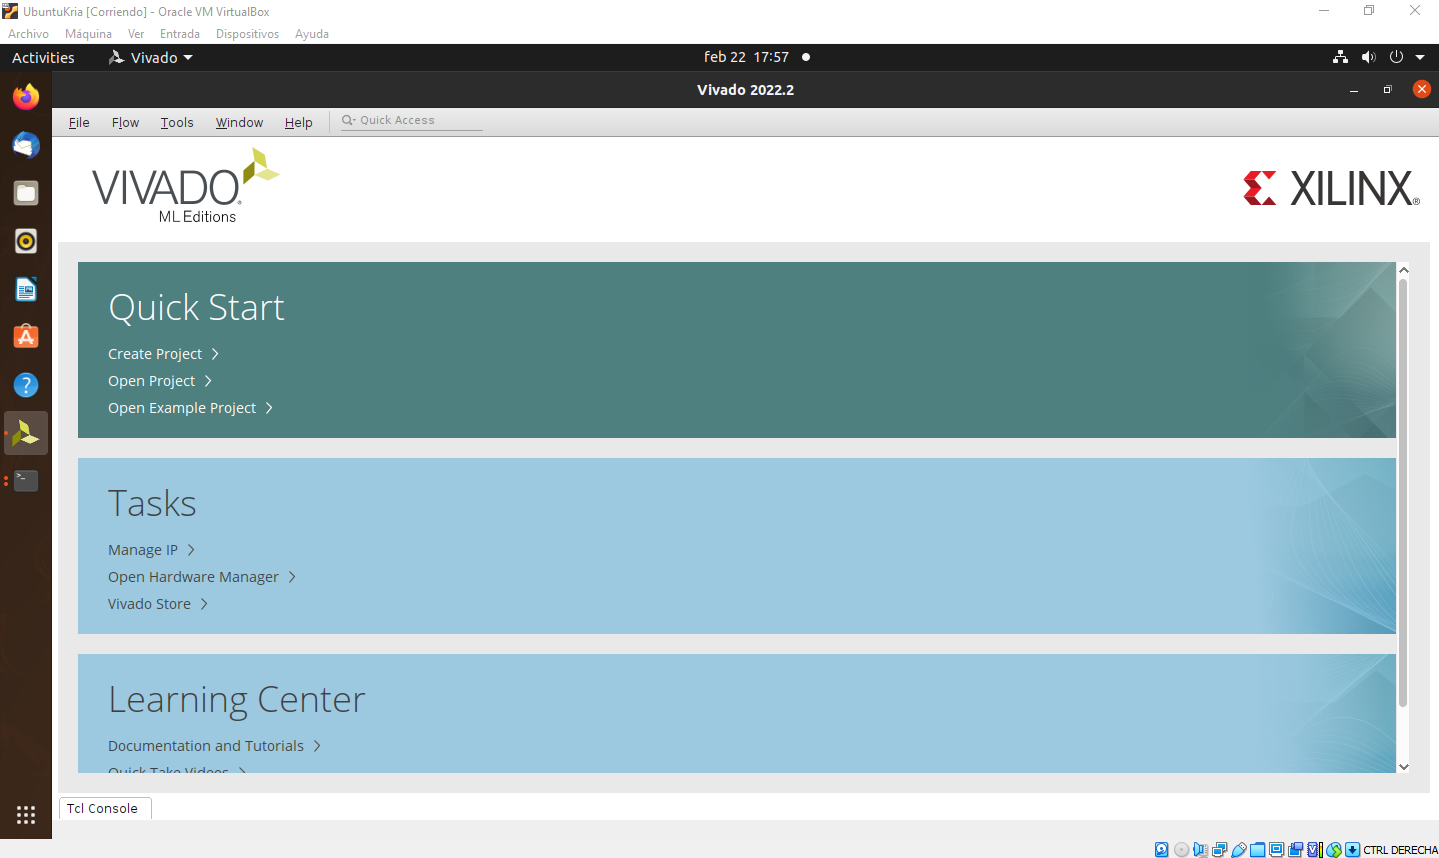 UbuntuKria [Corriendo] - Oracle VM VirtualBox
Archivo Máquina Ver Entrada Dispositivos Ayuda
Activities Vivado feb 22 17:57
Vivado 2022.2
File Flow Tools Window Help Quick Access
VIVADO®
ML Editions
XILINX®
Quick Start
Create Project
Open Project
Open Example Project
Tasks
Manage IP
Open Hardware Manager
Vivado Store
Learning Center
Documentation and Tutorials
Quick Take Videos
Tcl Console
CTRL DERECHA